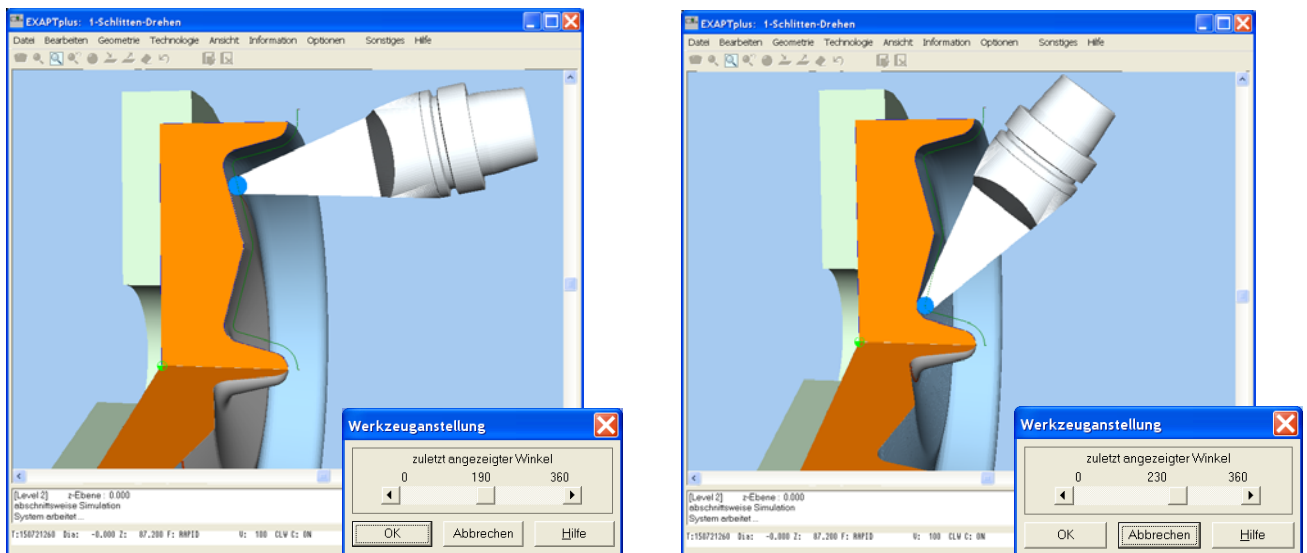 EXAPTplus: 1-Schlitten-Drehen
Datei Bearbeiten Geometrie Technologie Ansicht Information Optionen Sonstiges Hilfe
Werkzeuganstellung
zuletzt angezeigter Winkel
0 190 360
OK Abbrechen Hilfe
[Level 2] z-Ebene : 0.000
abschnittsweise Simulation
System arbeitet ...
T:150721260 Dia: -0,000 Z: 87.200 F: RAPID V: 100 CLW C: ON
EXAPTplus: 1-Schlitten-Drehen
Datei Bearbeiten Geometrie Technologie Ansicht Information Optionen Sonstiges Hilfe
Werkzeuganstellung
zuletzt angezeigter Winkel
0 230 360
OK Abbrechen Hilfe
[Level 2] z-Ebene : 0.000
abschnittsweise Simulation
System arbeitet ...
T:150721260 Dia: -0,000 Z: 87.200 F: RAPID V: 100 CLW C: ON